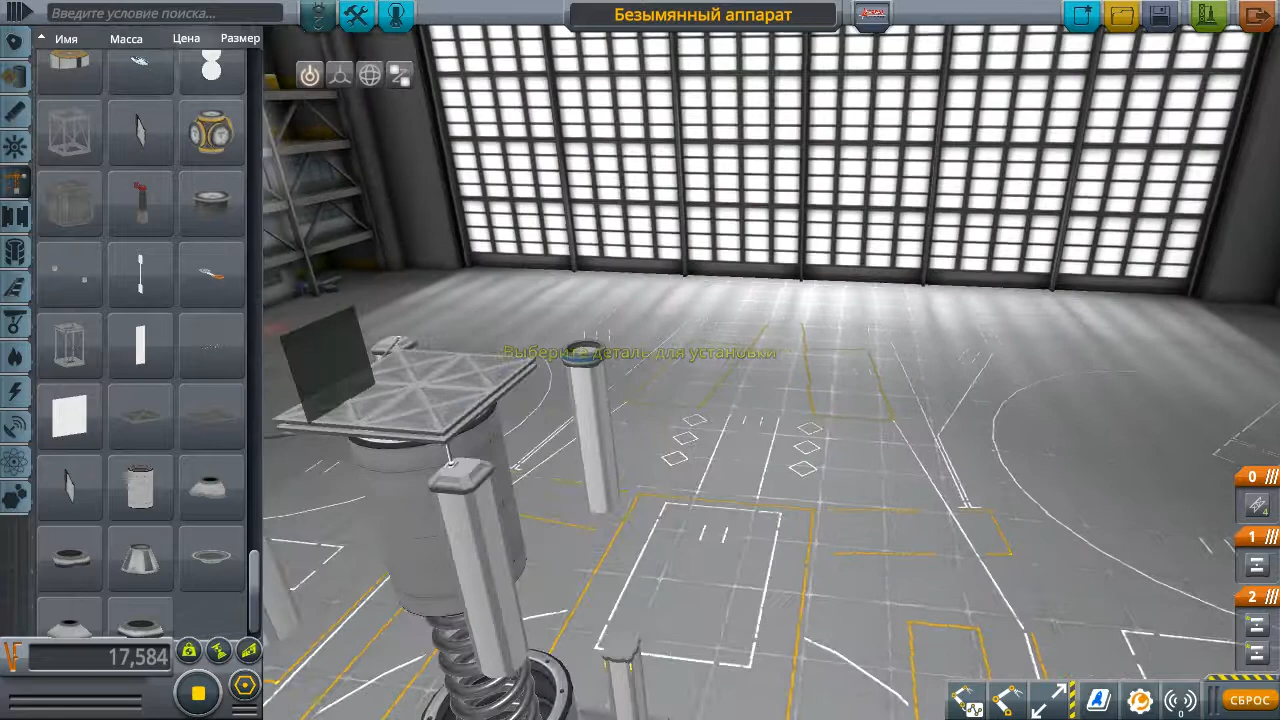 Введите условие поиска...
Безымянный аппарат
Имя Масса Цена Размер
Выберите деталь для установки
0
4
1
2
17,584
СБРОС